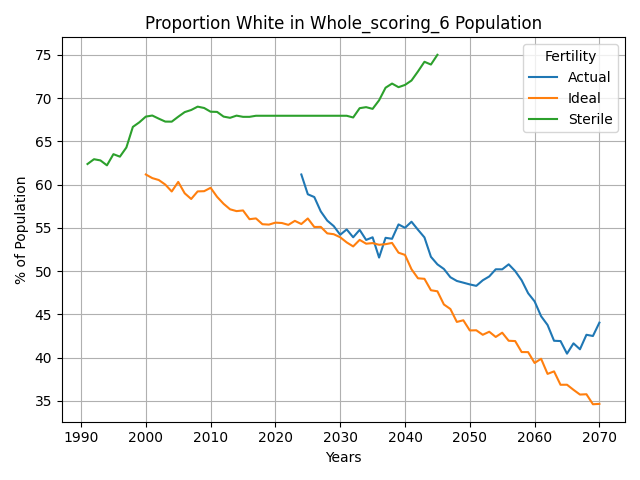 Proportion White in Whole_scoring_6 Population
% of Population
75
70
65
60
55
50
45
40
35
Fertility
Actual
Ideal
Sterile
1990 2000 2010 2020 2030 2040 2050 2060 2070
Years